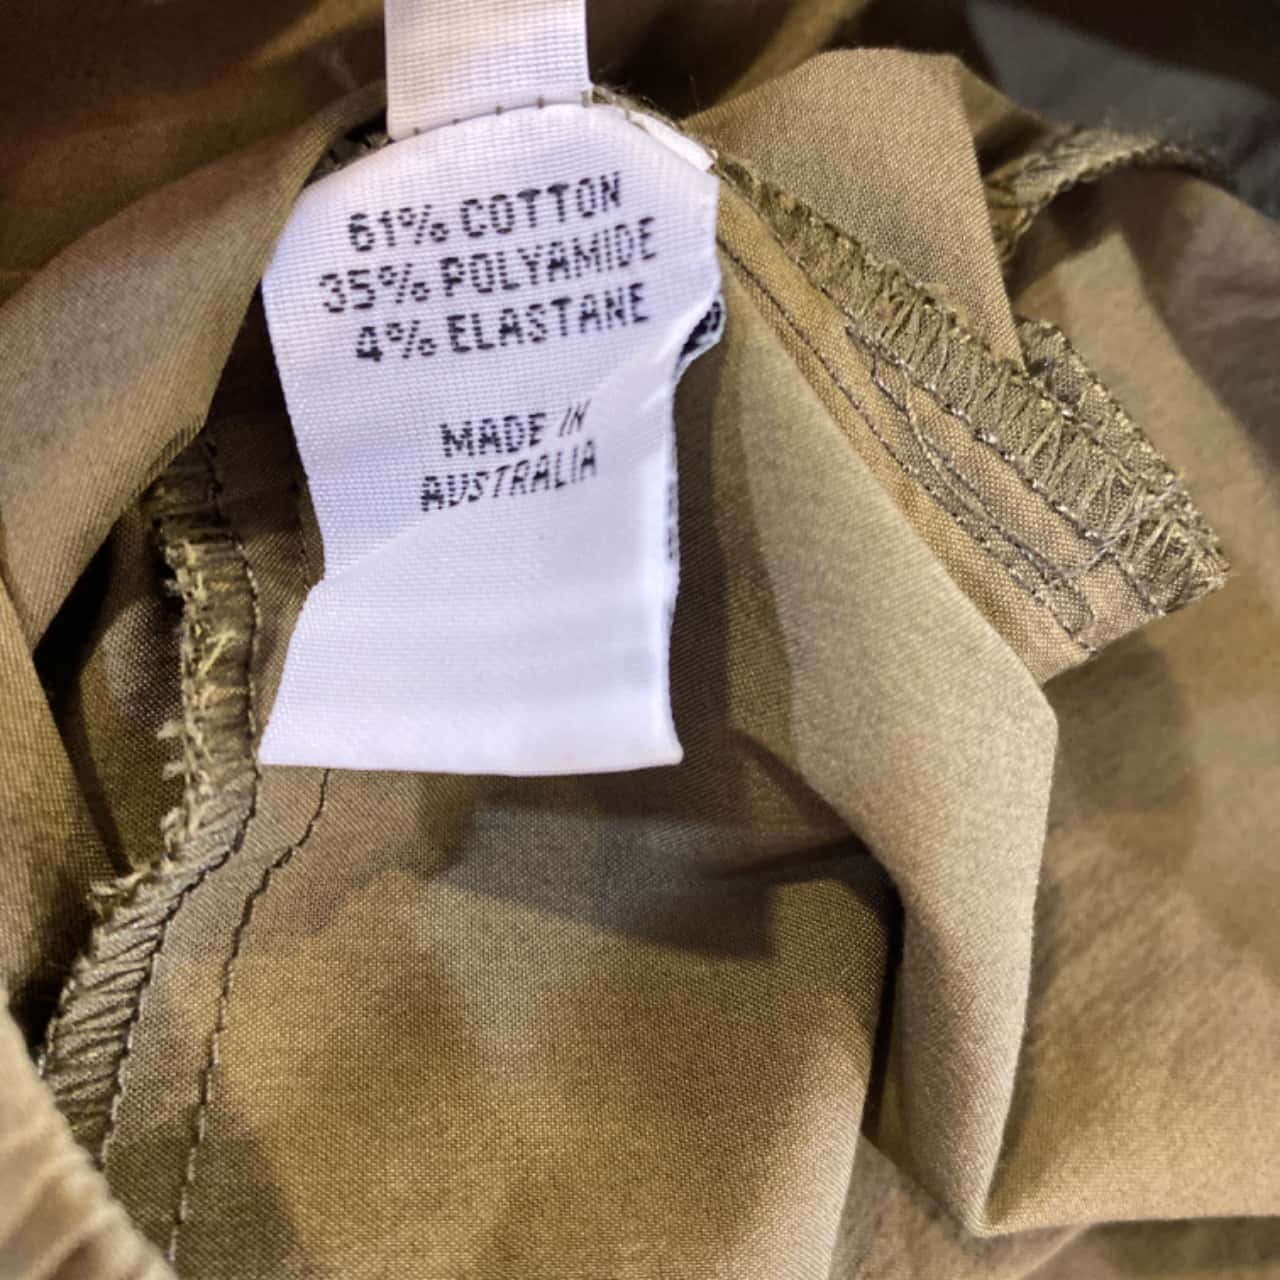 61% COTTON
35% POLYAMIDE
4% ELASTANE
MADE IN
AUSTRALIA